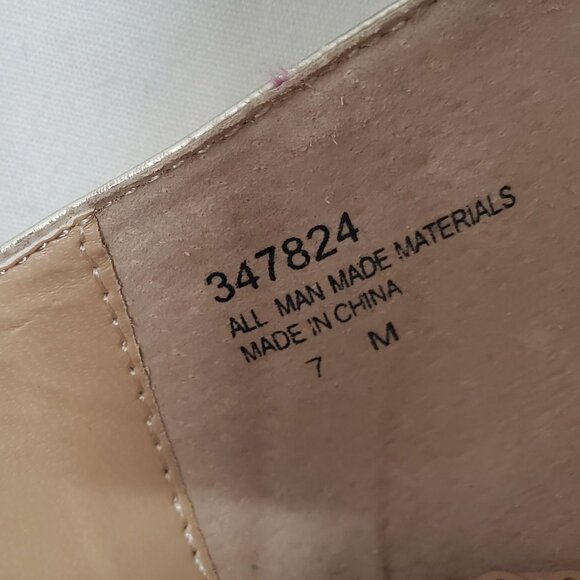 347824
ALL MAN MADE MATERIALS
MADE IN CHINA
7 M